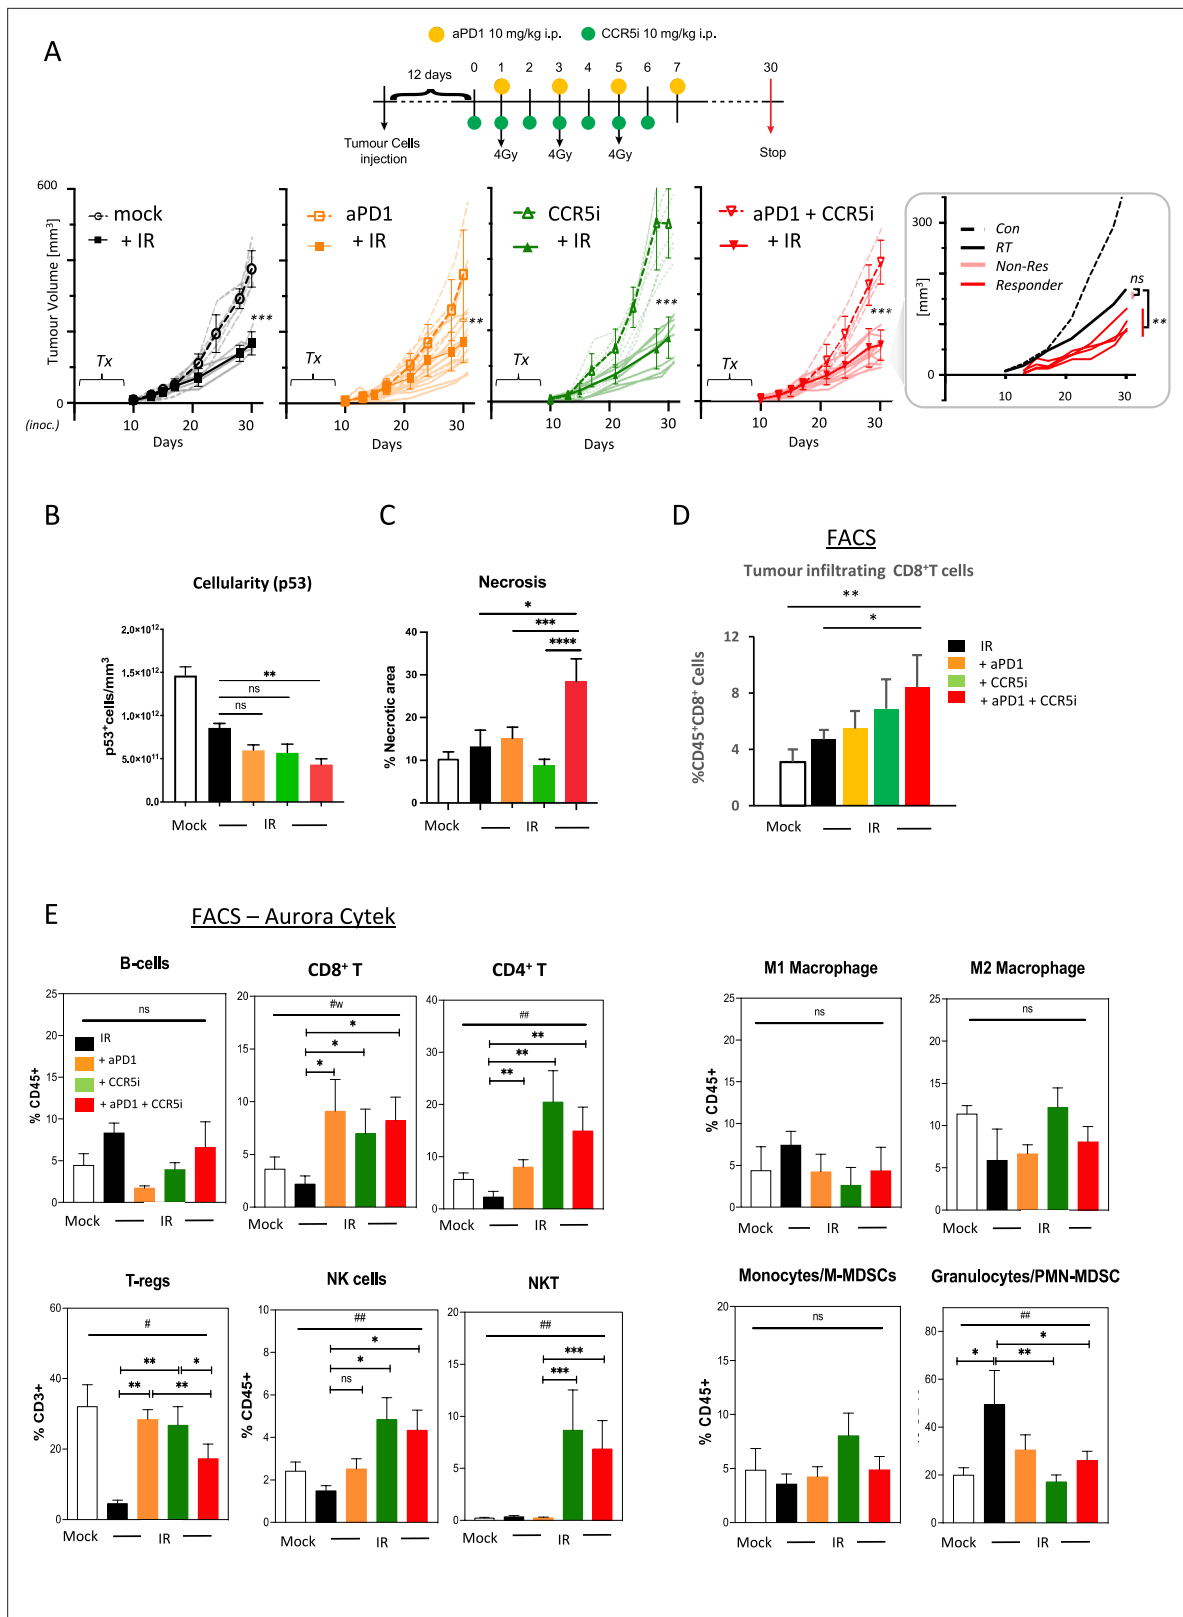 A
aPD1 10 mg/kg i.p.
CCR5i 10 mg/kg i.p.
12 days
0 1 2 3 4 5 6 7 30
Tumour Cells
injection
4Gy 4Gy 4Gy
Stop
600
Tumour Volume [mm³]
0
mock
+ IR
***
Tx
(inoc.)
10 20 30
Days
aPD1
+ IR
**
Tx
10 20 30
Days
CCR5i
+ IR
***
Tx
10 20 30
Days
aPD1 + CCR5i
+ IR
***
Tx
10 20 30
Days
300
[mm³]
0
Con
RT
Non-Res
Responder
ns
**
10 20 30
B
Cellularity (p53)
p53⁺cells/mm³
2.0×10¹²
1.5×10¹²
1.0×10¹²
5.0×10¹¹
0.0
**
ns
ns
Mock IR
C
Necrosis
% Necrotic area
40
30
20
10
0
*
***
****
Mock IR
D
FACS
Tumour infiltrating CD8⁺T cells
%CD45⁺CD8⁺ Cells
12
8
4
0
**
*
Mock IR
IR
+ aPD1
+ CCR5i
+ aPD1 + CCR5i
E
FACS – Aurora Cytek
B-cells
% CD45+
25
20
15
10
5
0
ns
IR
+ aPD1
+ CCR5i
+ aPD1 + CCR5i
Mock IR
CD8⁺ T
20
15
10
5
0
#w
*
*
*
Mock IR
CD4⁺ T
40
30
20
10
0
##
**
**
**
Mock IR
M1 Macrophage
% CD45+
25
20
15
10
5
0
ns
Mock IR
M2 Macrophage
25
20
15
10
5
0
ns
Mock IR
T-regs
% CD3+
60
40
20
0
#
** *
** **
Mock IR
NK cells
% CD45+
10
8
6
4
2
0
##
*
*
ns
Mock IR
NKT
20
15
10
5
0
##
***
***
Mock IR
Monocytes/M-MDSCs
% CD45+
25
20
15
10
5
0
ns
Mock IR
Granulocytes/PMN-MDSC
80
60
40
20
0
##
*
* **
Mock IR